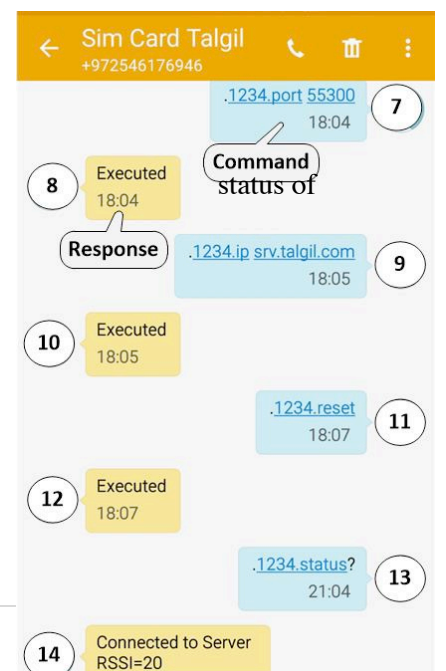 Sim Card Talgil
+972546176946
.1234.port 55300
18:04
7
Command
status of
8
Executed
18:04
Response
.1234.ip srv.talgil.com
18:05
9
10
Executed
18:05
.1234.reset
18:07
11
12
Executed
18:07
.1234.status?
21:04
13
14
Connected to Server
RSSI=20